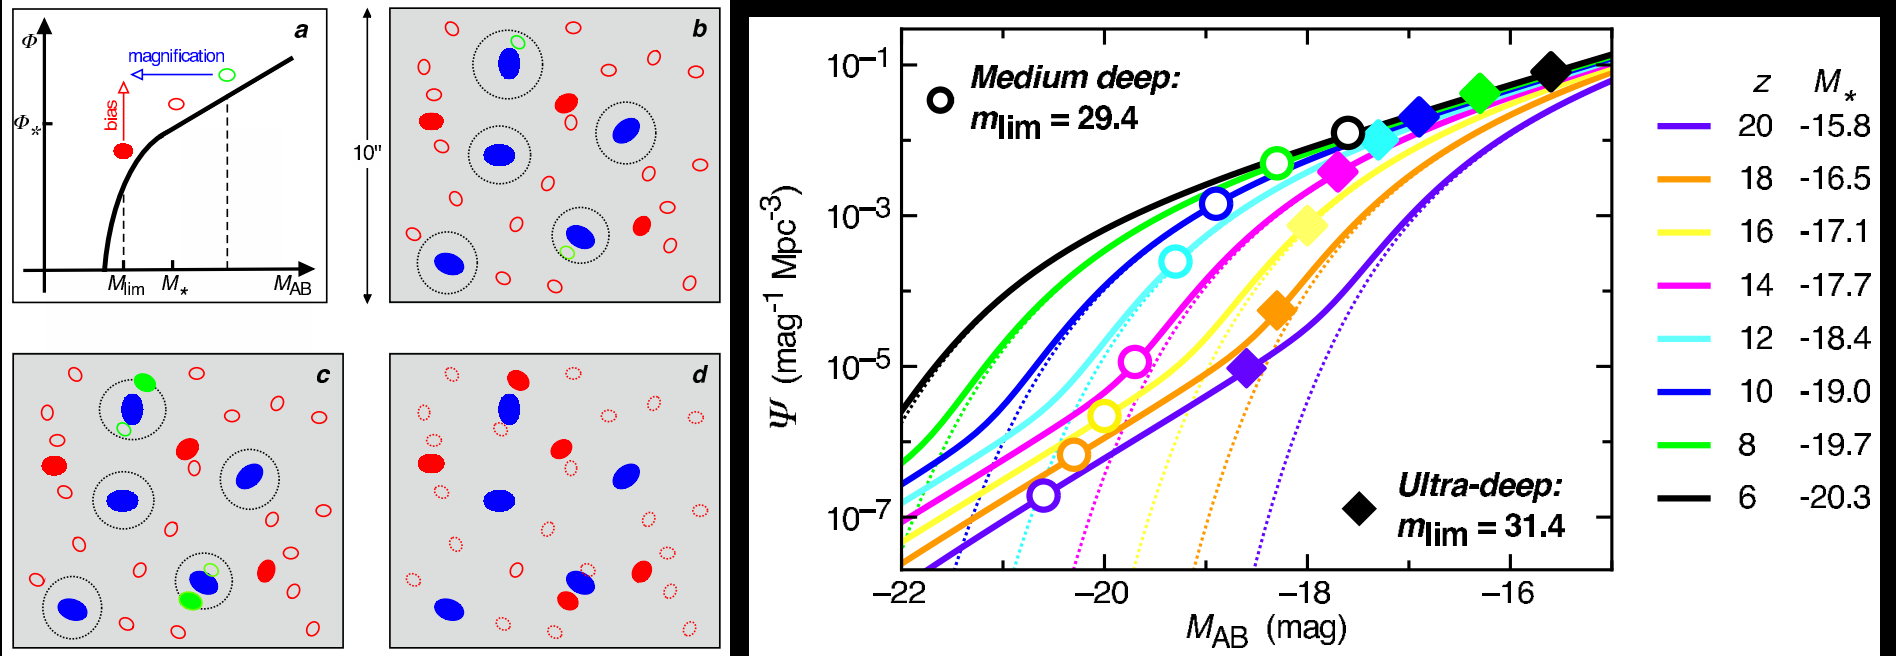 a
Φ
magnification
bias
Φ*
Mlim
M*
MAB
b
10"
c
d
Medium deep:
mlim = 29.4
Ultra-deep:
mlim = 31.4
Ψ (mag-1 Mpc-3)
10-1
10-3
10-5
10-7
−22
−20
−18
−16
MAB (mag)
z M*
20 -15.8
18 -16.5
16 -17.1
14 -17.7
12 -18.4
10 -19.0
8 -19.7
6 -20.3